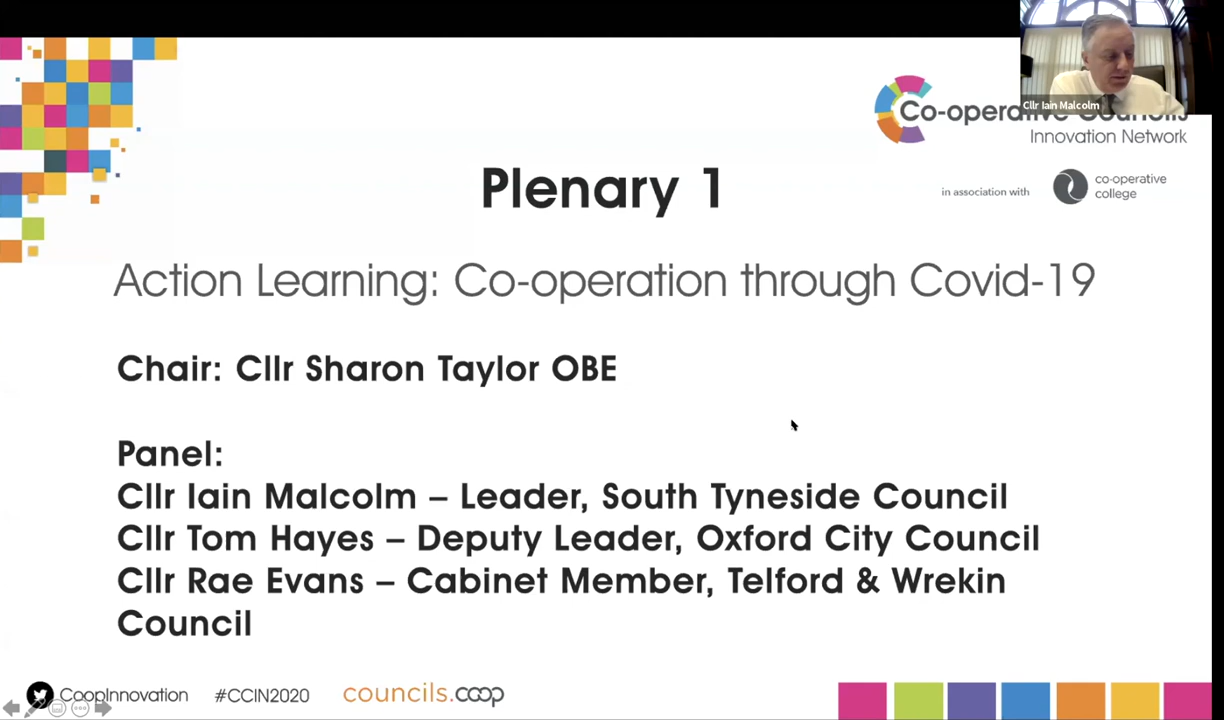 Cllr Iain Malcolm
Co-operative Councils
Innovation Network
in association with
co-operative
college
Plenary 1
Action Learning: Co-operation through Covid-19
Chair: Cllr Sharon Taylor OBE
Panel:
Cllr Iain Malcolm – Leader, South Tyneside Council
Cllr Tom Hayes – Deputy Leader, Oxford City Council
Cllr Rae Evans – Cabinet Member, Telford & Wrekin
Council
CoopInnovation #CCIN2020 councils.coop